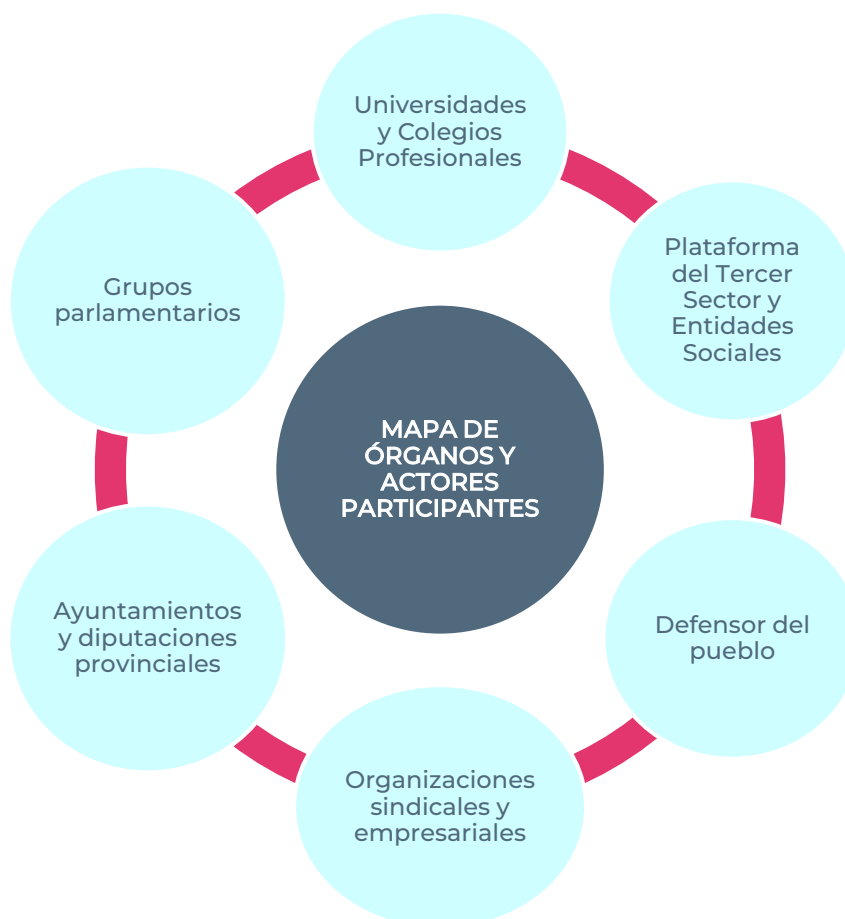 Universidades
y Colegios
Profesionales
Plataforma
del Tercer
Sector y
Entidades
Sociales
Defensor del
pueblo
Organizaciones
sindicales y
empresariales
Ayuntamientos
y diputaciones
provinciales
Grupos
parlamentarios
MAPA DE
ÓRGANOS Y
ACTORES
PARTICIPANTES